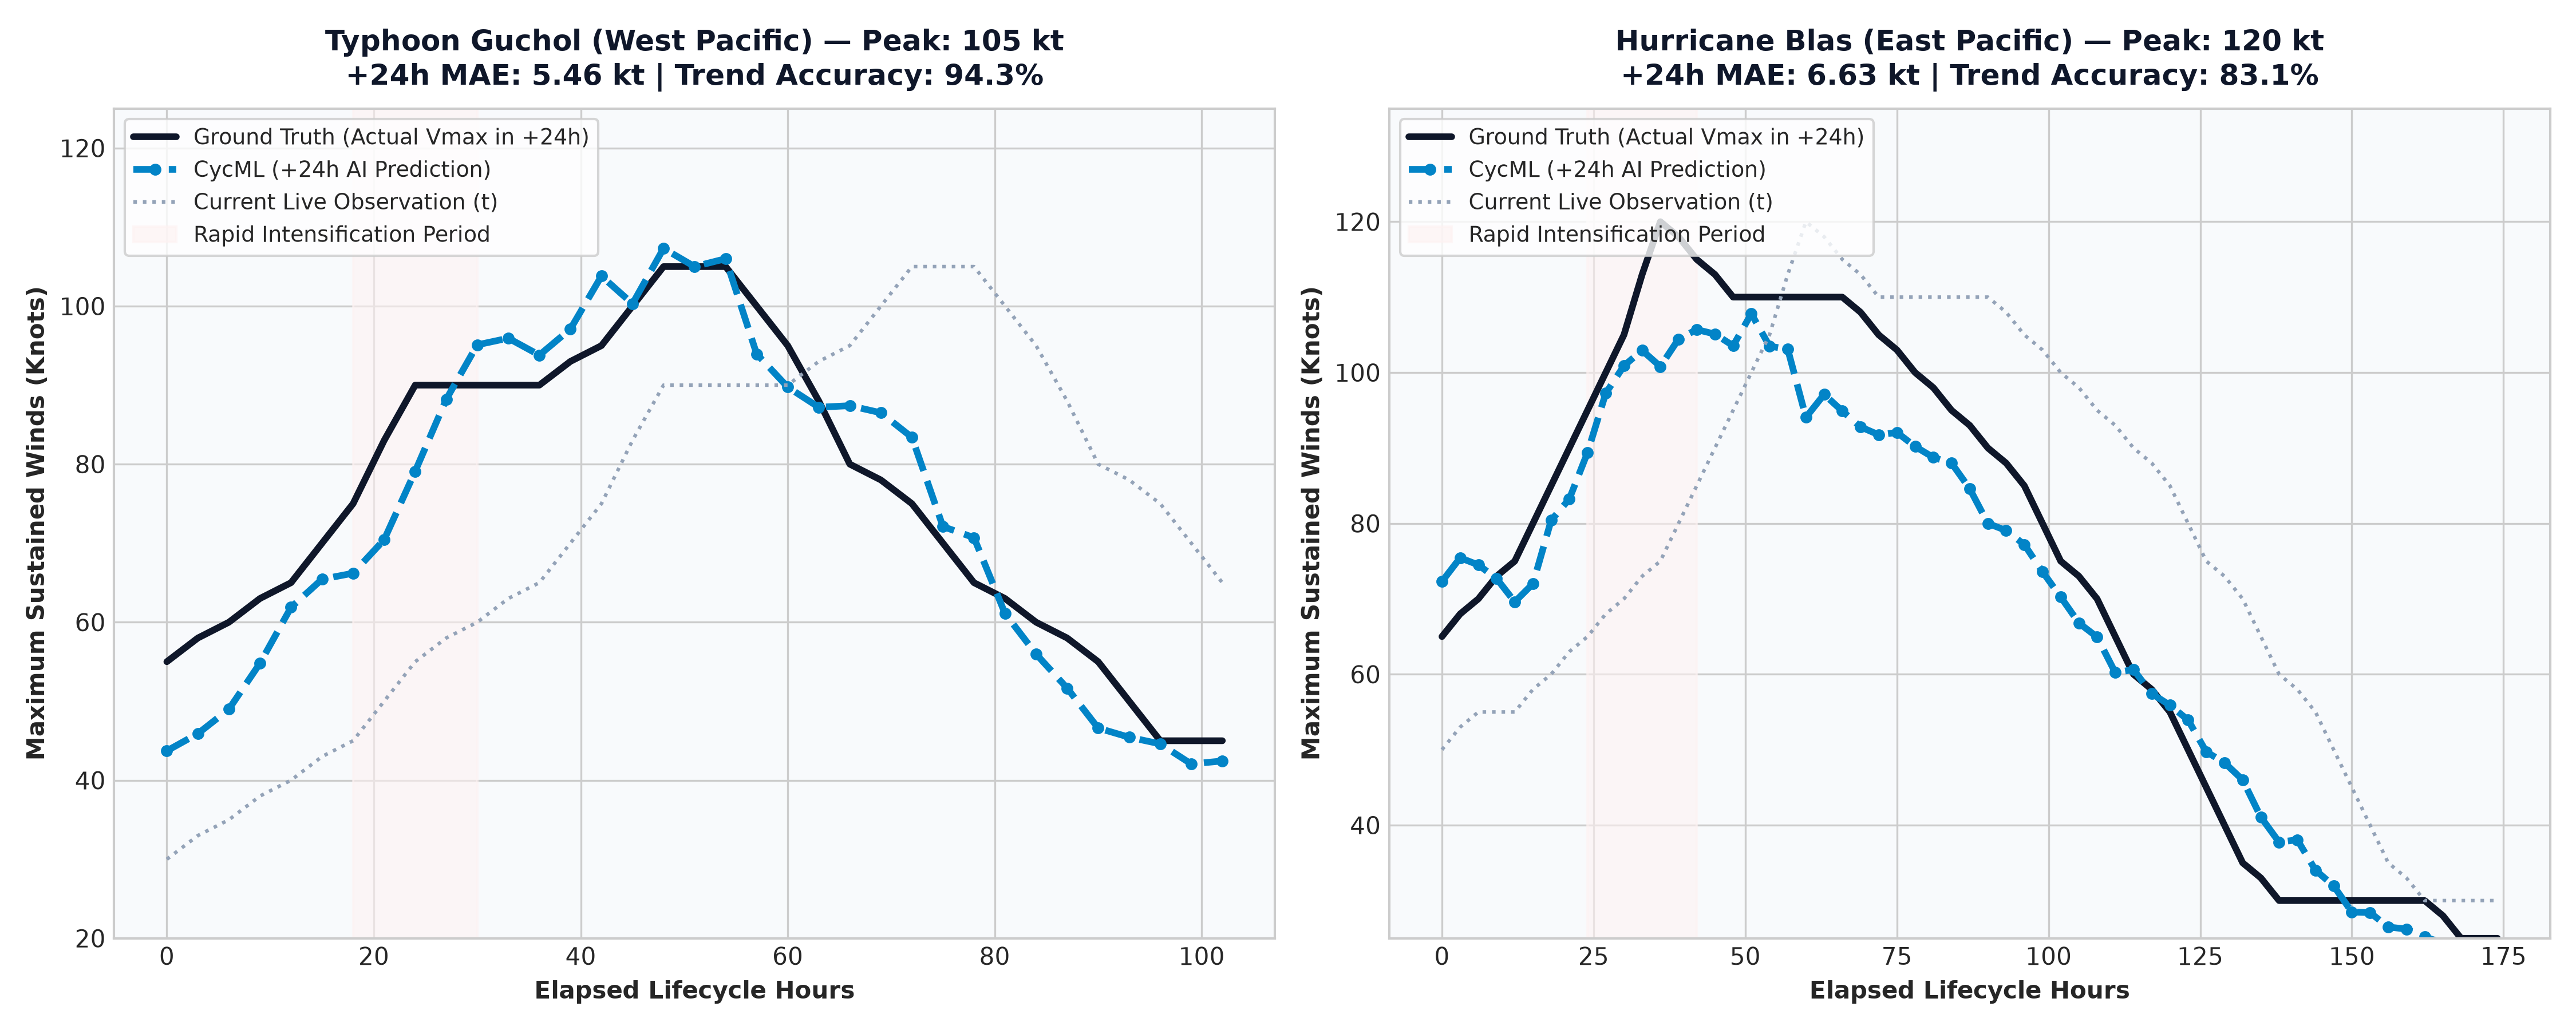 Typhoon Guchol (West Pacific) — Peak: 105 kt
+24h MAE: 5.46 kt | Trend Accuracy: 94.3%
Maximum Sustained Winds (Knots)
120
100
80
60
40
20
Ground Truth (Actual Vmax in +24h)
CycML (+24h AI Prediction)
Current Live Observation (t)
Rapid Intensification Period
0 20 40 60 80 100
Elapsed Lifecycle Hours
Hurricane Blas (East Pacific) — Peak: 120 kt
+24h MAE: 6.63 kt | Trend Accuracy: 83.1%
Maximum Sustained Winds (Knots)
120
100
80
60
40
Ground Truth (Actual Vmax in +24h)
CycML (+24h AI Prediction)
Current Live Observation (t)
Rapid Intensification Period
0 25 50 75 100 125 150 175
Elapsed Lifecycle Hours